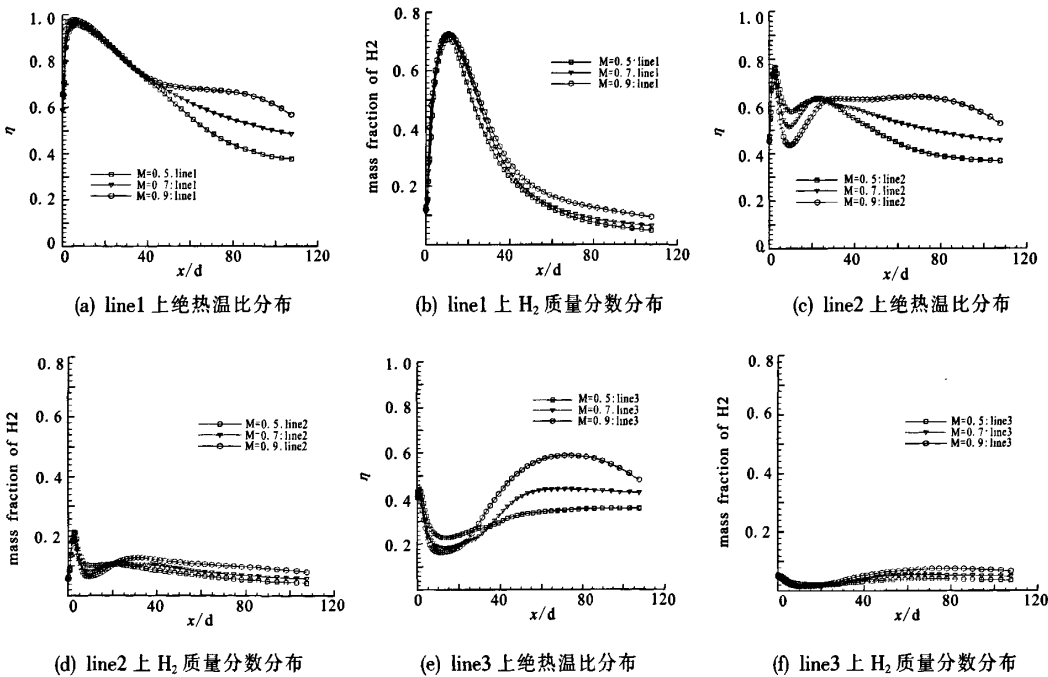 1.0
0.8
0.6
0.4
0.2
0
η
M=0.5.line1
M=0 7:line1
M=0.9:line1
0 40 80 120
x/d
(a) line1 上绝热温比分布
0.8
0.6
0.4
0.2
mass fraction of H2
M=0.5·line1
M=0.7.line1
M=0.9:line1
0 40 80 120
x/d
(b) line1 上 H₂ 质量分数分布
1.0
0.8
0.6
0.4
0.2
0
η
M=0.5:line2
M=0.7:line2
M=0.9:line2
0 40 80 120
x/d
(c) line2 上绝热温比分布
0.8
0.6
0.4
0.2
mass fraction of H2
M=0.5.line2
M=0.7:line2
M=0.9.line2
0 40 80 120
x/d
(d) line2 上 H₂ 质量分数分布
1.0
0.8
0.6
0.4
0.2
0
η
M=0.5:line3
M=0.7.line3
M=0.9:line3
0 20 40 60 80 120
x/d
(e) line3 上绝热温比分布
0.8
0.6
0.4
0.2
mass fraction of H2
M=0.5:line3
M=0.7·line3
M=0.9:line3
0 20 40 80 120
x/d
(f) line3 上 H₂ 质量分数分布